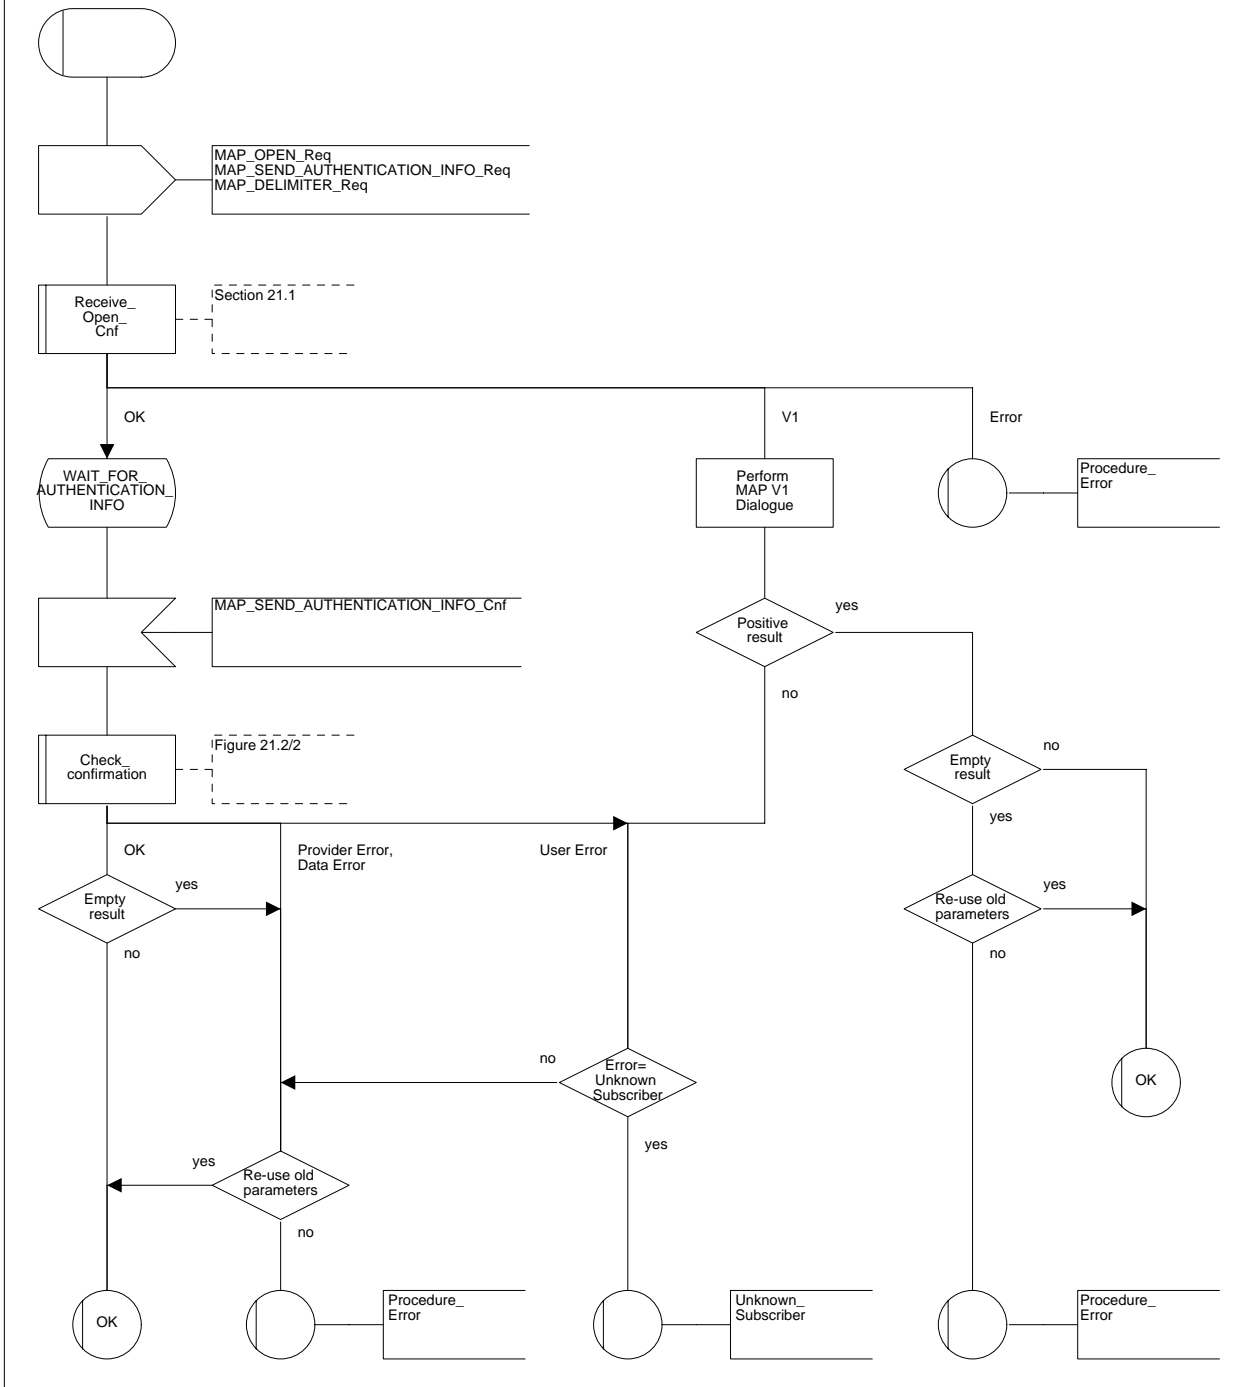 MAP_OPEN_Req
MAP_SEND_AUTHENTICATION_INFO_Req
MAP_DELIMITER_Req
Receive_
Open_
Cnf
Section 21.1
OK
V1
Error
WAIT_FOR_
AUTHENTICATION_
INFO
Perform
MAP V1
Dialogue
Procedure_
Error
MAP_SEND_AUTHENTICATION_INFO_Cnf
Positive
result
yes
no
Check_
confirmation
Figure 21.2/2
Empty
result
no
yes
OK
Provider Error,
Data Error
User Error
Empty
result
yes
no
Re-use old
parameters
yes
no
Error=
Unknown
Subscriber
no
yes
OK
Re-use old
parameters
yes
no
OK
Procedure_
Error
Unknown_
Subscriber
Procedure_
Error